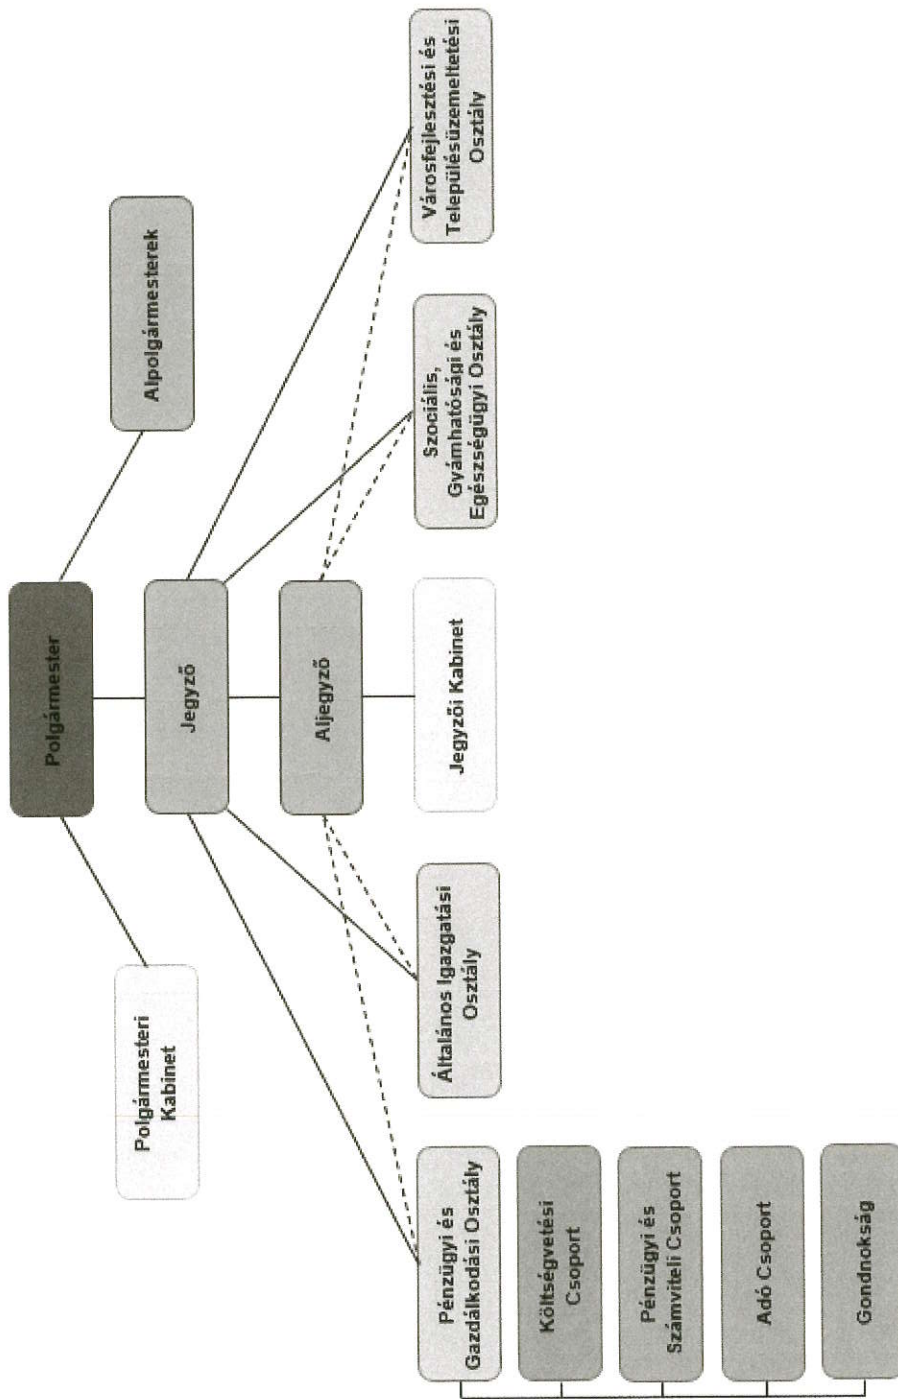 Polgármester
Polgármesteri
Kabinet
Alpolgármesterek
Jegyző
Aljegyző
Pénzügyi és
Gazdálkodási Osztály
Általános Igazgatási
Osztály
Jegyzői Kabinet
Szociális,
Gyámhatósági és
Egészségügyi Osztály
Városfejlesztési és
Településüzemeltetési
Osztály
Költségvetési
Csoport
Pénzügyi és
Számviteli Csoport
Adó Csoport
Gondnokság